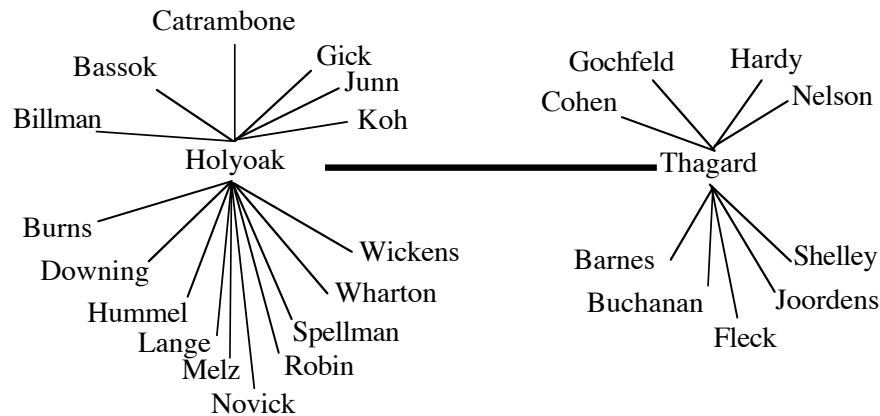 Catrambone
Gick
Bassok
Junn
Billman
Koh
Holyoak
Burns
Downing
Hummel
Lange
Melz
Novick
Robin
Spellman
Wharton
Wickens
Gochfeld
Hardy
Cohen
Nelson
Thagard
Barnes
Buchanan
Fleck
Joordens
Shelley